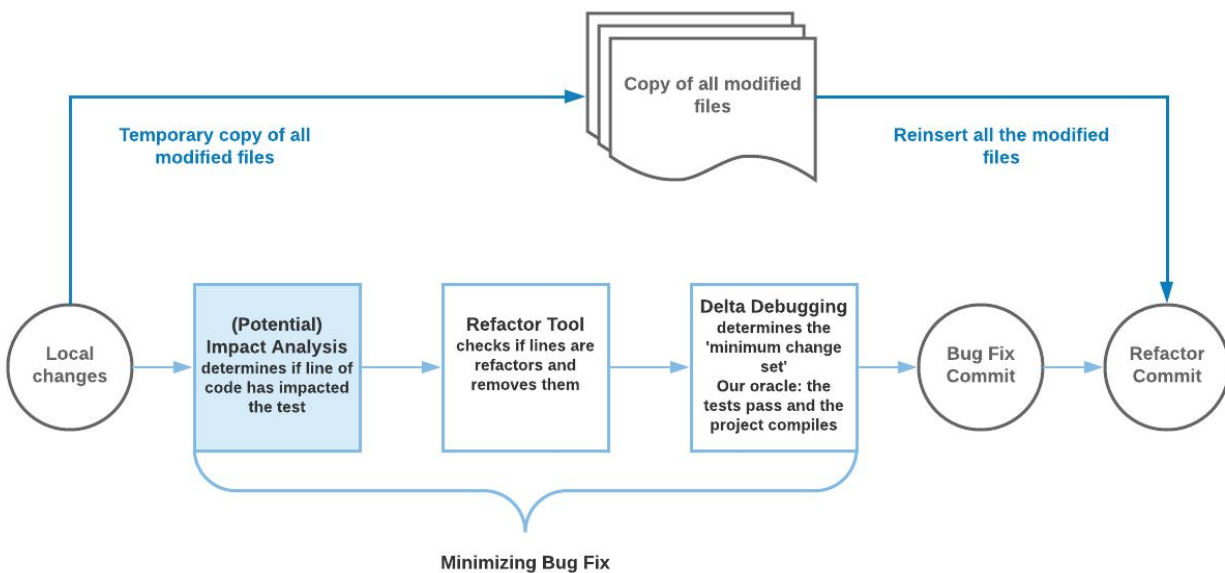 Copy of all modified
files
Temporary copy of all
modified files
Reinsert all the modified
files
Local
changes
(Potential)
Impact Analysis
determines if line of
code has impacted
the test
Refactor Tool
checks if lines are
refactors and
removes them
Delta Debugging
determines the
'minimum change
set'
Our oracle: the
tests pass and the
project compiles
Bug Fix
Commit
Refactor
Commit
Minimizing Bug Fix